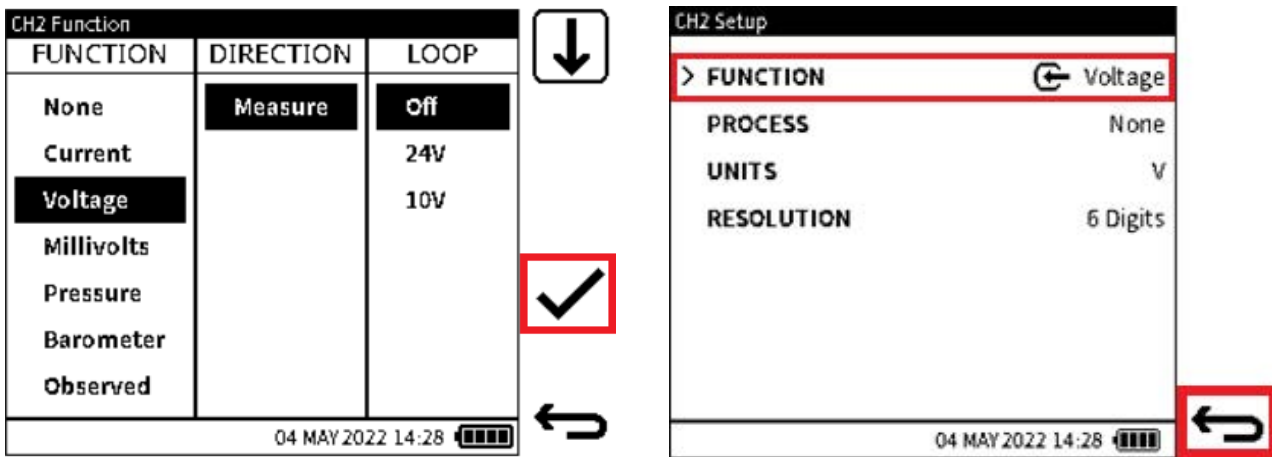 CH2 Function
FUNCTION DIRECTION LOOP
None Measure Off
Current 24V
Voltage 10V
Millivolts
Pressure
Barometer
Observed
04 MAY 2022 14:28
CH2 Setup
> FUNCTION Voltage
PROCESS None
UNITS V
RESOLUTION 6 Digits
04 MAY 2022 14:28